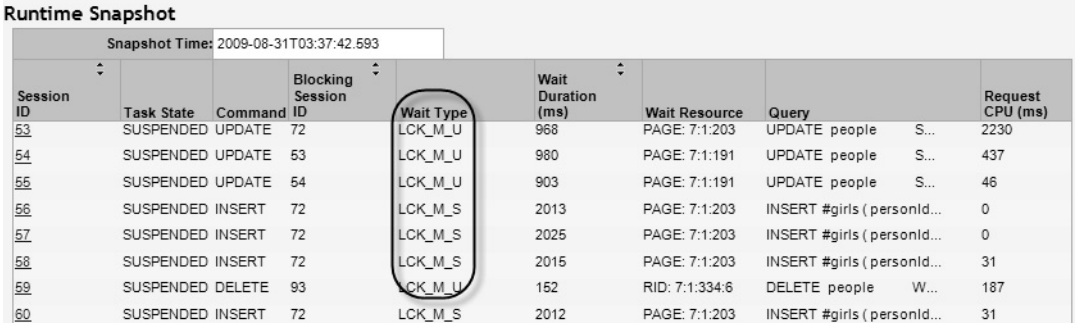 Runtime Snapshot
Snapshot Time: 2009-08-31T03:37:42.593
Session ID Task State Command Blocking Session ID Wait Type Wait Duration (ms) Wait Resource Query Request CPU (ms)
53 SUSPENDED UPDATE 72 LCK_M_U 968 PAGE: 7:1:203 UPDATE people S... 2230
54 SUSPENDED UPDATE 53 LCK_M_U 980 PAGE: 7:1:191 UPDATE people S... 437
55 SUSPENDED UPDATE 54 LCK_M_U 903 PAGE: 7:1:191 UPDATE people S... 46
56 SUSPENDED INSERT 72 LCK_M_S 2013 PAGE: 7:1:203 INSERT #girls ( personId... 0
57 SUSPENDED INSERT 72 LCK_M_S 2025 PAGE: 7:1:203 INSERT #girls ( personId... 0
58 SUSPENDED INSERT 72 LCK_M_S 2015 PAGE: 7:1:203 INSERT #girls ( personId... 31
59 SUSPENDED DELETE 93 LCK_M_U 152 RID: 7:1:334:6 DELETE people W... 187
60 SUSPENDED INSERT 72 LCK_M_S 2012 PAGE: 7:1:203 INSERT #girls ( personId... 31